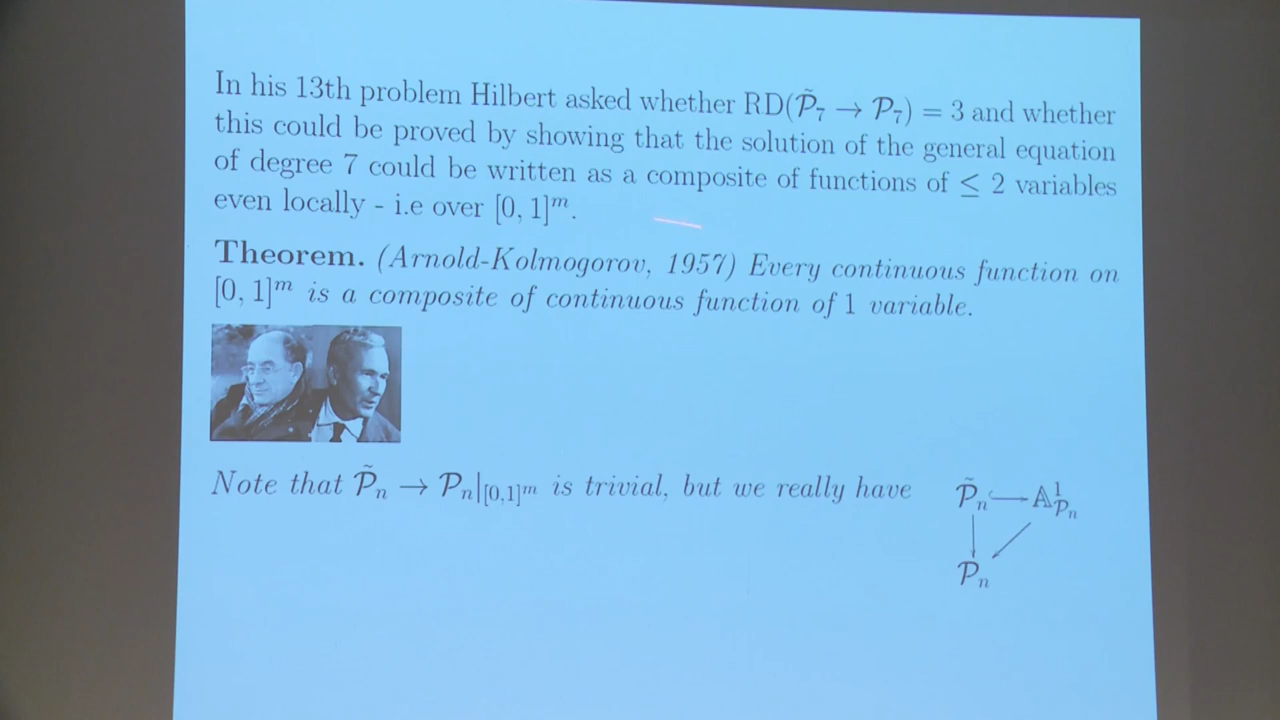 In his 13th problem Hilbert asked whether RD(P̃₇ → P₇) = 3 and whether
this could be proved by showing that the solution of the general equation
of degree 7 could be written as a composite of functions of ≤ 2 variables
even locally - i.e over [0, 1]ᵐ.
Theorem. (Arnold-Kolmogorov, 1957) Every continuous function on
[0, 1]ᵐ is a composite of continuous function of 1 variable.
Note that P̃ₙ → Pₙ|[0,1]ᵐ is trivial, but we really have
P̃ₙ ↪ 𝔸¹Pₙ
Pₙ